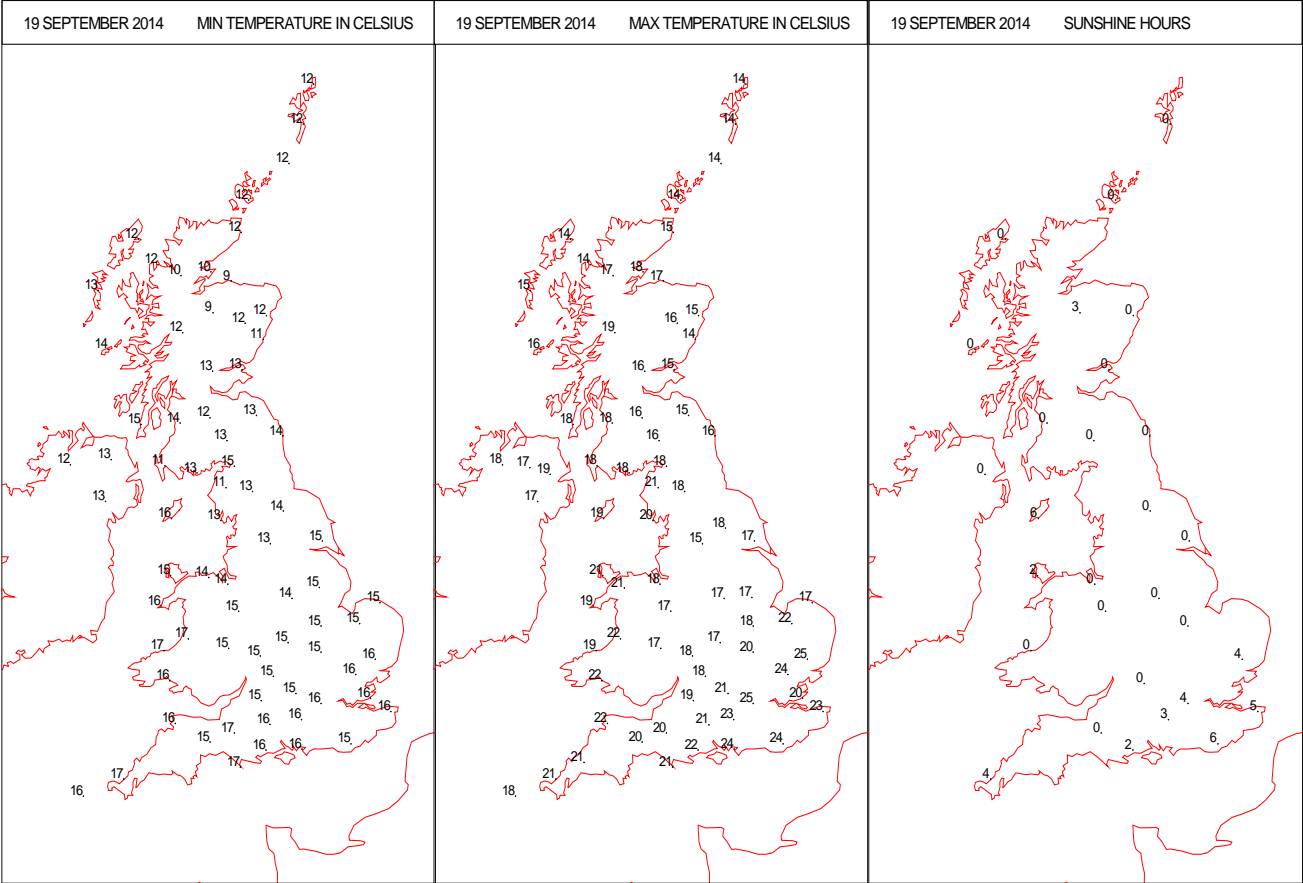 19 SEPTEMBER 2014 MIN TEMPERATURE IN CELSIUS
12.
12.
12.
12.
12.
12.
12.
10. 10.
9.
13.
9.
12. 12.
12.
11.
14.
13. 13.
15. 14. 12. 13.
13. 14.
12. 13. 11. 13. 15.
11. 13.
13.
16. 13. 14.
13. 15.
15. 14. 14. 15.
14.
16. 15. 15.
15. 15.
17. 15. 15.
17. 15. 15. 16.
16. 15. 16.
15. 15. 16. 16.
16. 16. 16. 16.
17.
15. 16. 16. 15.
17.
17.
16.
19 SEPTEMBER 2014 MAX TEMPERATURE IN CELSIUS
14.
14.
14.
14.
15.
14.
14.
17. 18.
17.
15.
15.
16.
19.
14.
16.
16. 15.
18. 18. 16. 15.
16. 16.
18. 17. 19. 18. 18. 18.
21. 18.
17.
19. 20. 18.
15. 17.
21. 21. 18.
17. 17.
19. 17. 17.
18. 22.
22. 17. 17.
19. 18. 20. 25.
22. 18. 24.
19. 21. 25. 20.
22. 21. 23. 23.
20. 20.
22. 24. 24.
21. 21.
21.
18.
19 SEPTEMBER 2014 SUNSHINE HOURS
0.
0.
0.
3. 0.
0.
0.
0. 0. 0.
0.
6. 0.
0.
2. 0.
0.
0. 0.
0. 4.
0.
4. 5.
3.
0. 2. 6.
4.